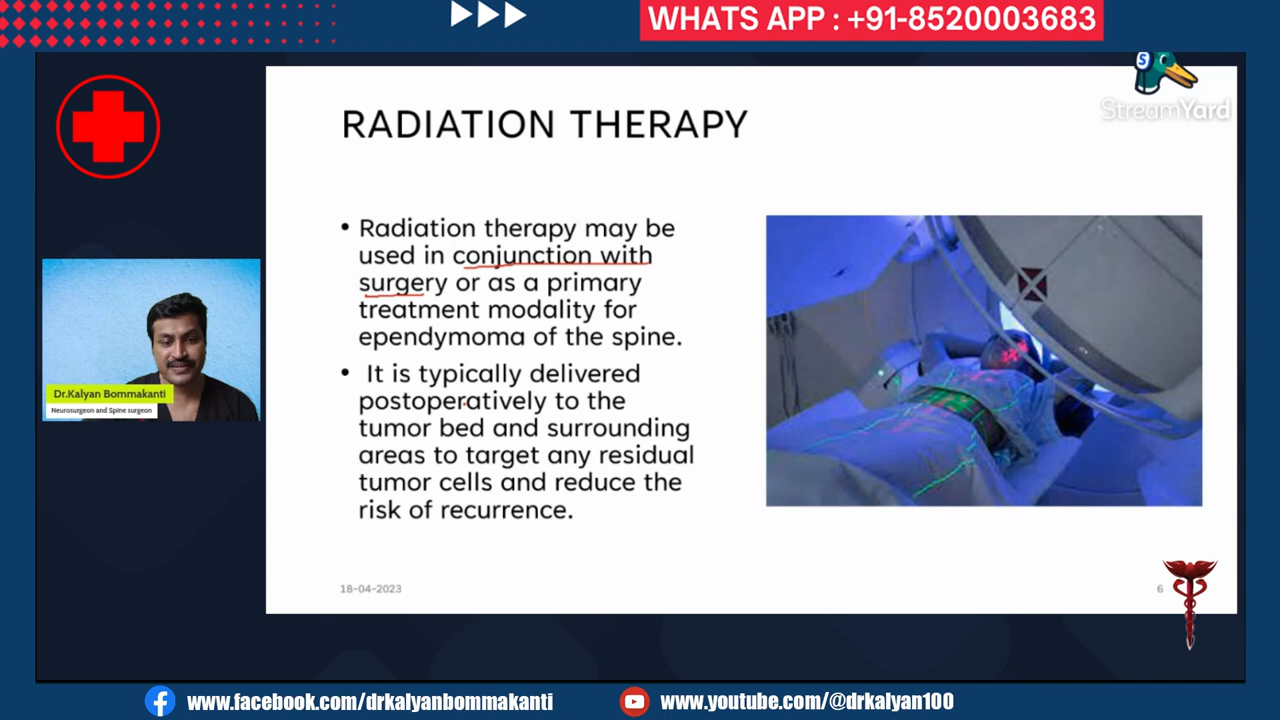 WHATS APP : +91-8520003683
S
StreamYard
RADIATION THERAPY
• Radiation therapy may be
used in conjunction with
surgery or as a primary
treatment modality for
ependymoma of the spine.
• It is typically delivered
postoperatively to the
tumor bed and surrounding
areas to target any residual
tumor cells and reduce the
risk of recurrence.
Dr.Kalyan Bommakanti
Neurosurgeon and Spine surgeon
18-04-2023
6
www.facebook.com/drkalyanbommakanti
www.youtube.com/@drkalyan100